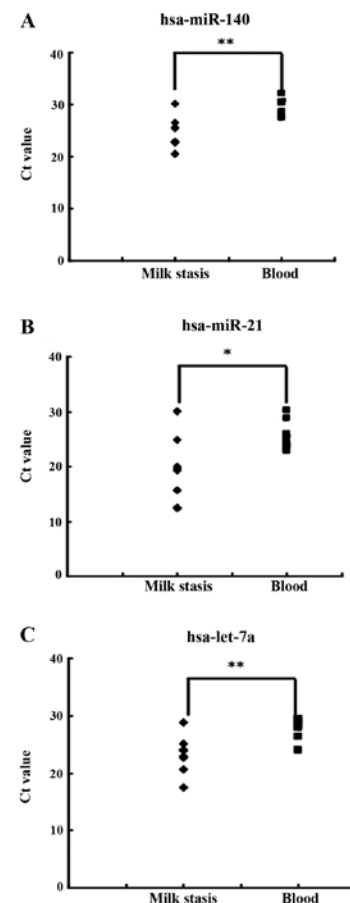 A
hsa-miR-140
**
40
30
20
10
0
Ct value
Milk stasis Blood
B
hsa-miR-21
*
40
30
20
10
0
Ct value
Milk stasis Blood
C
hsa-let-7a
**
40
30
20
10
0
Ct value
Milk stasis Blood